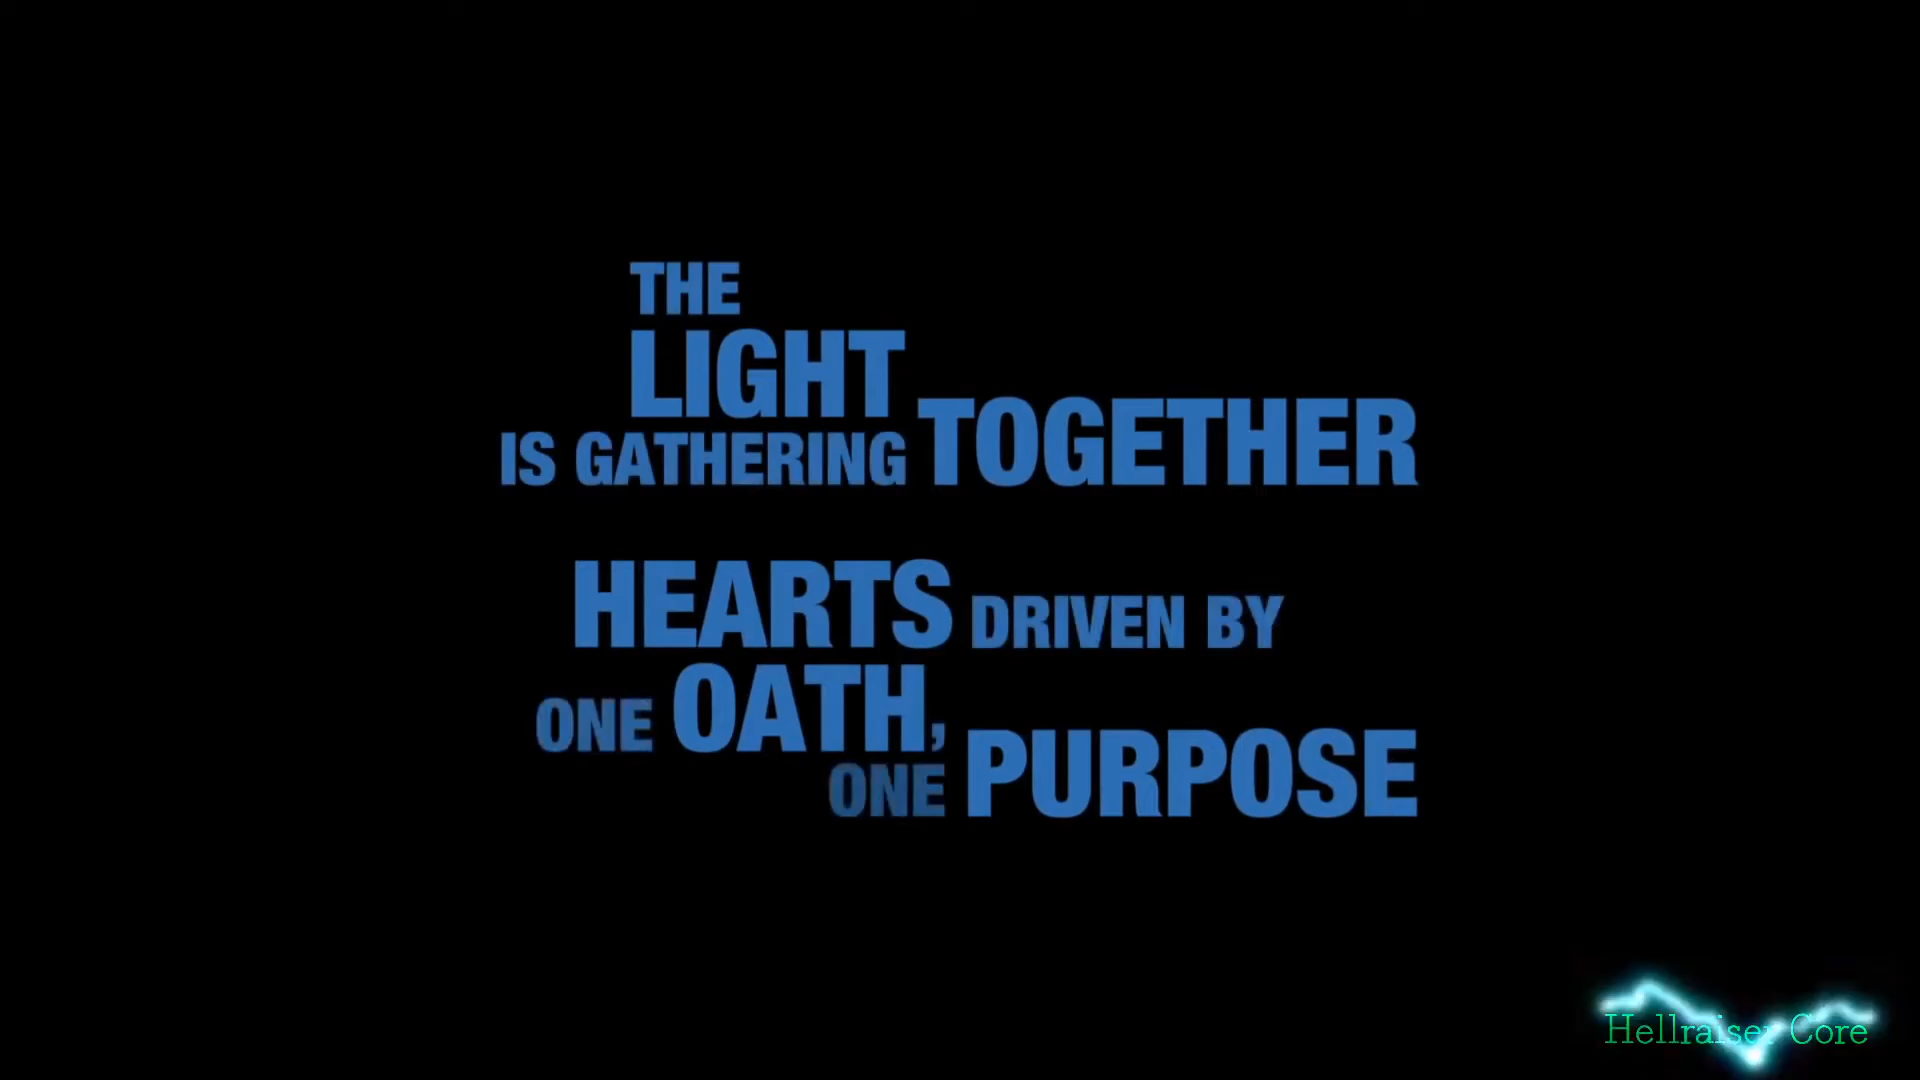 THE
LIGHT
IS GATHERING TOGETHER
HEARTS DRIVEN BY
ONE OATH,
ONE PURPOSE
Hellraiser Core